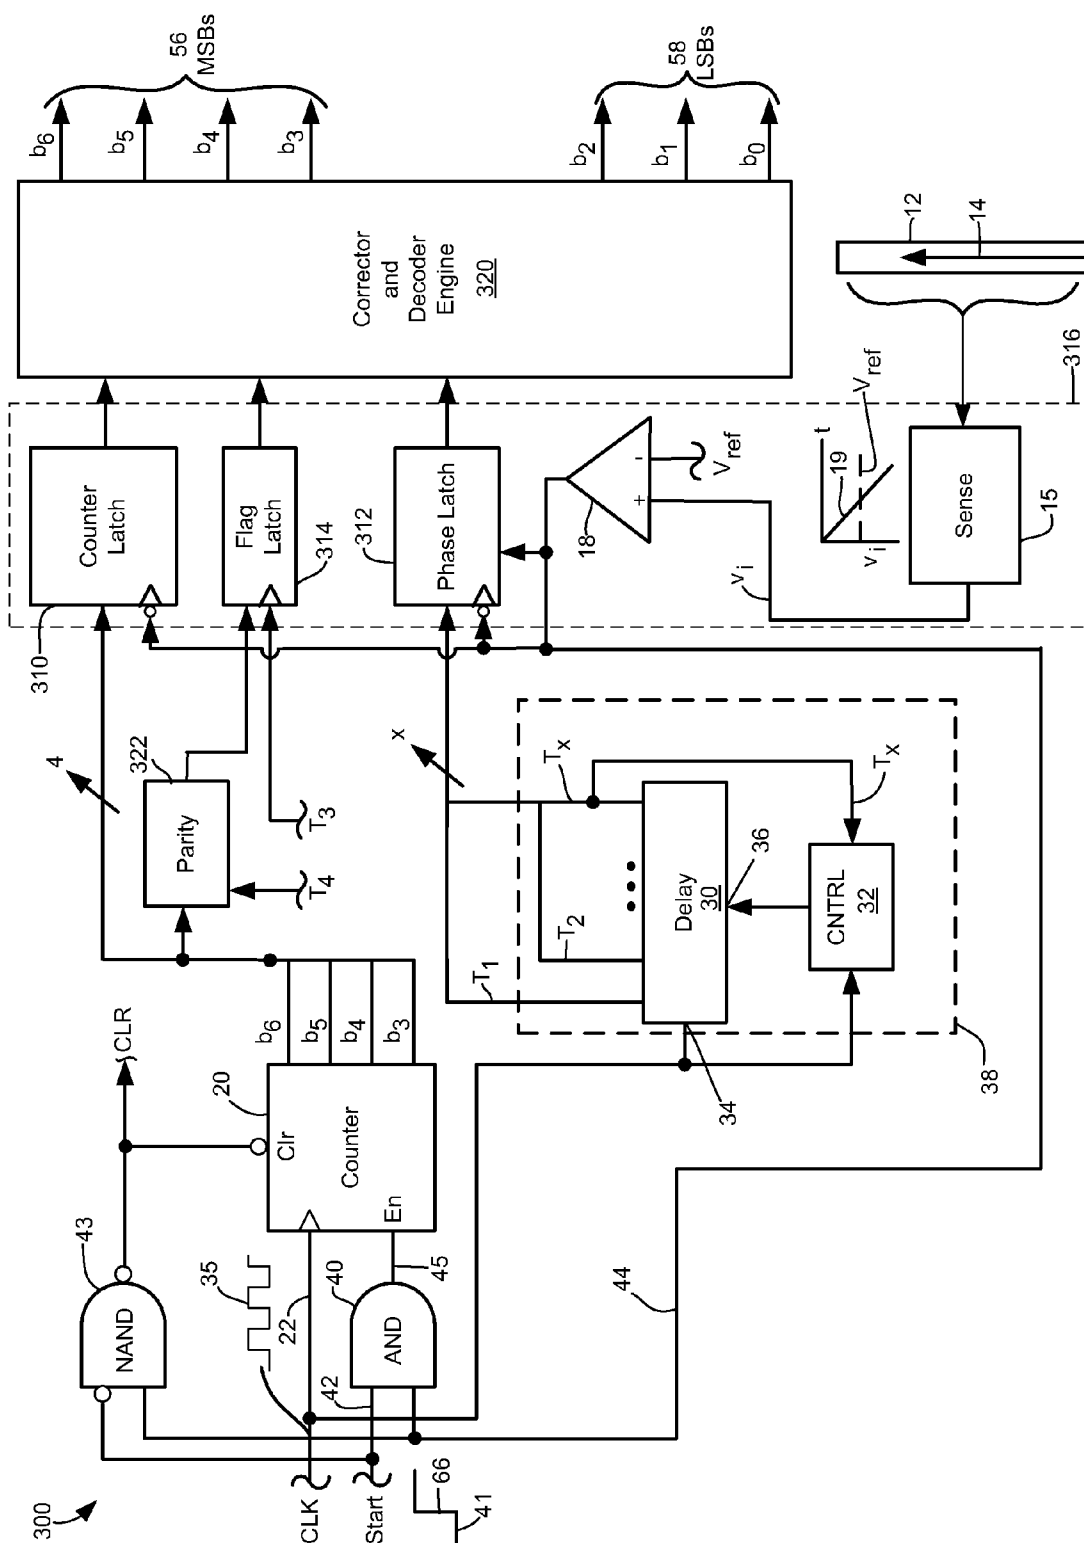 300
CLK
Start
41
66
42
22
35
NAND
43
AND
40
45
CLR
20
Clr
Counter
En
b6
b5
b4
b3
4
322
Parity
T4
T3
44
310
Counter
Latch
Flag
Latch
314
312
Phase Latch
x
T1
T2
Tx
Delay
30
34
36
CNTRL
32
Tx
38
18
+
-
Vref
vi
Sense
15
vi
19
t
Vref
316
12
14
Corrector
and
Decoder
Engine
320
b6
b5
b4
b3
56
MSBs
b2
b1
b0
58
LSBs